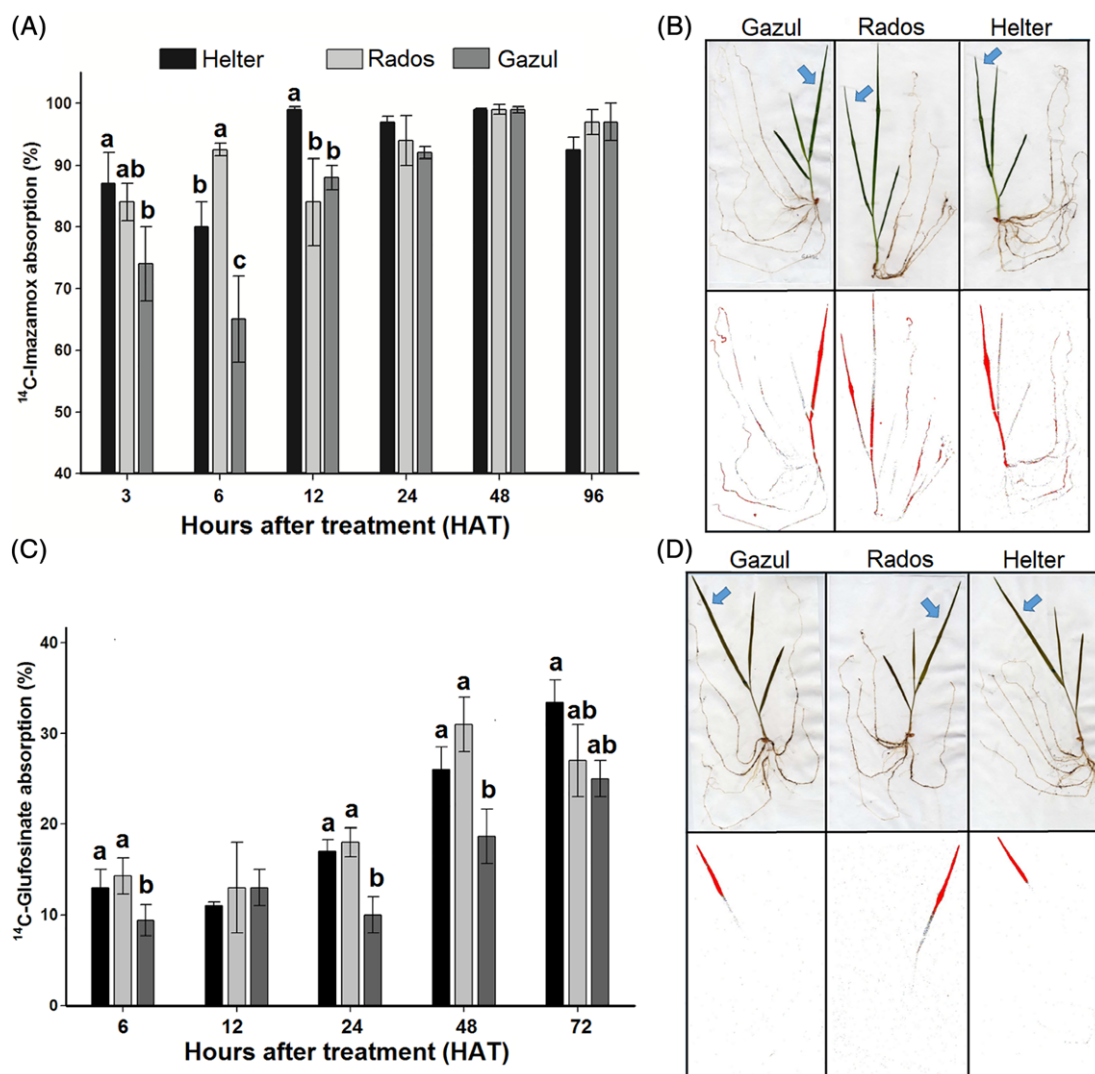 (A)
Helter Rados Gazul
¹⁴C-Imazamox absorption (%)
100
90
80
70
60
50
40
a ab b
b a c
a b b
3 6 12 24 48 96
Hours after treatment (HAT)
(B)
Gazul Rados Helter
(C)
¹⁴C-Glufosinate absorption (%)
40
30
20
10
0
a a b
a a b
a a b
a ab ab
6 12 24 48 72
Hours after treatment (HAT)
(D)
Gazul Rados Helter